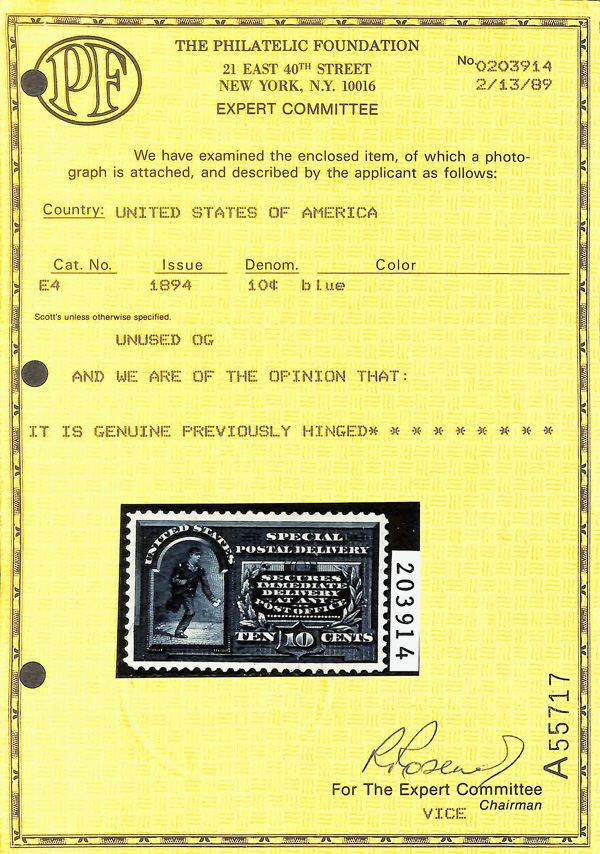 PF
THE PHILATELIC FOUNDATION
21 EAST 40TH STREET
NEW YORK, N.Y. 10016
EXPERT COMMITTEE
No. 0203914
2/13/89
We have examined the enclosed item, of which a photo-
graph is attached, and described by the applicant as follows:
Country: UNITED STATES OF AMERICA
Cat. No. Issue Denom. Color
E4 1894 10¢ blue
Scott's unless otherwise specified.
UNUSED OG
AND WE ARE OF THE OPINION THAT:
IT IS GENUINE PREVIOUSLY HINGED* * * * * * * * *
UNITED STATES
SPECIAL
POSTAL DELIVERY
SECURES
IMMEDIATE
DELIVERY
AT ANY
POST OFFICE
TEN 10 CENTS
203914
A55717
For The Expert Committee
VICE Chairman